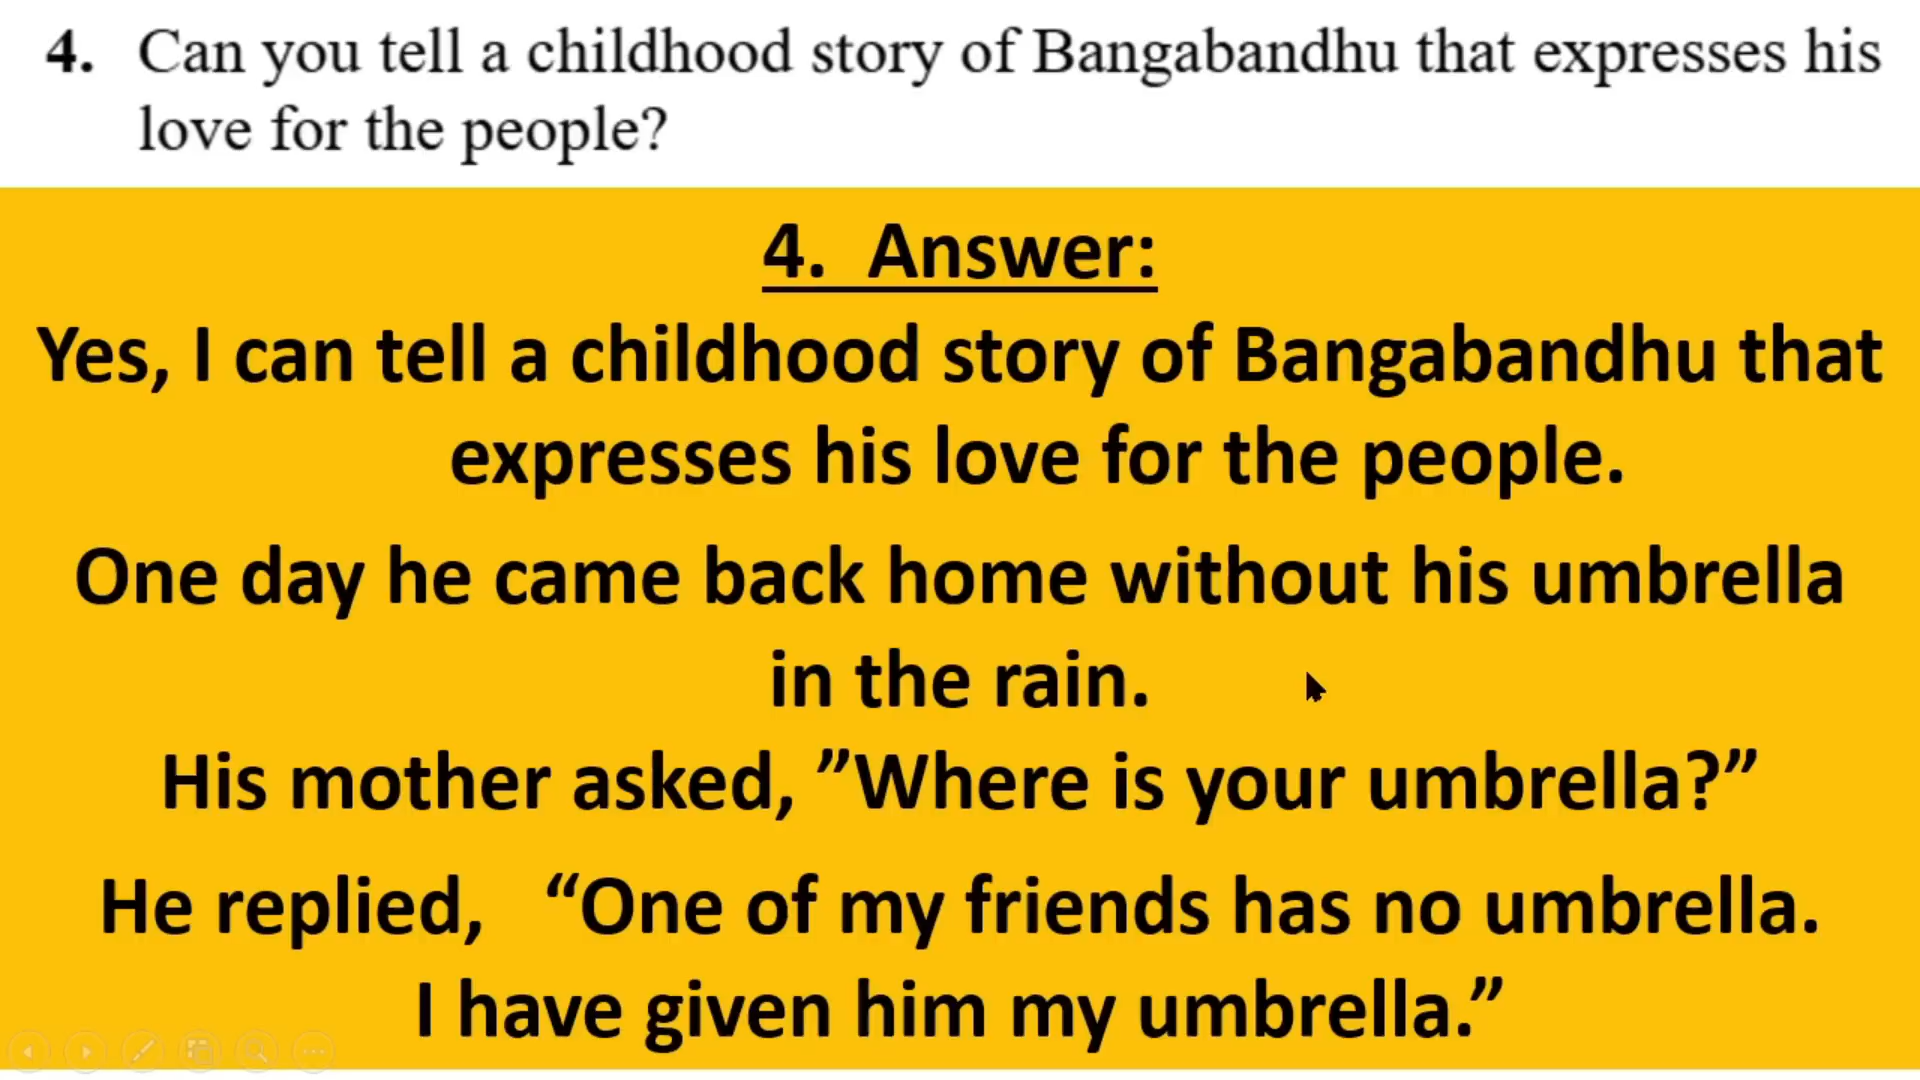 4. Can you tell a childhood story of Bangabandhu that expresses his
love for the people?
4. Answer:
Yes, I can tell a childhood story of Bangabandhu that
expresses his love for the people.
One day he came back home without his umbrella
in the rain.
His mother asked, ”Where is your umbrella?”
He replied, “One of my friends has no umbrella.
I have given him my umbrella.”